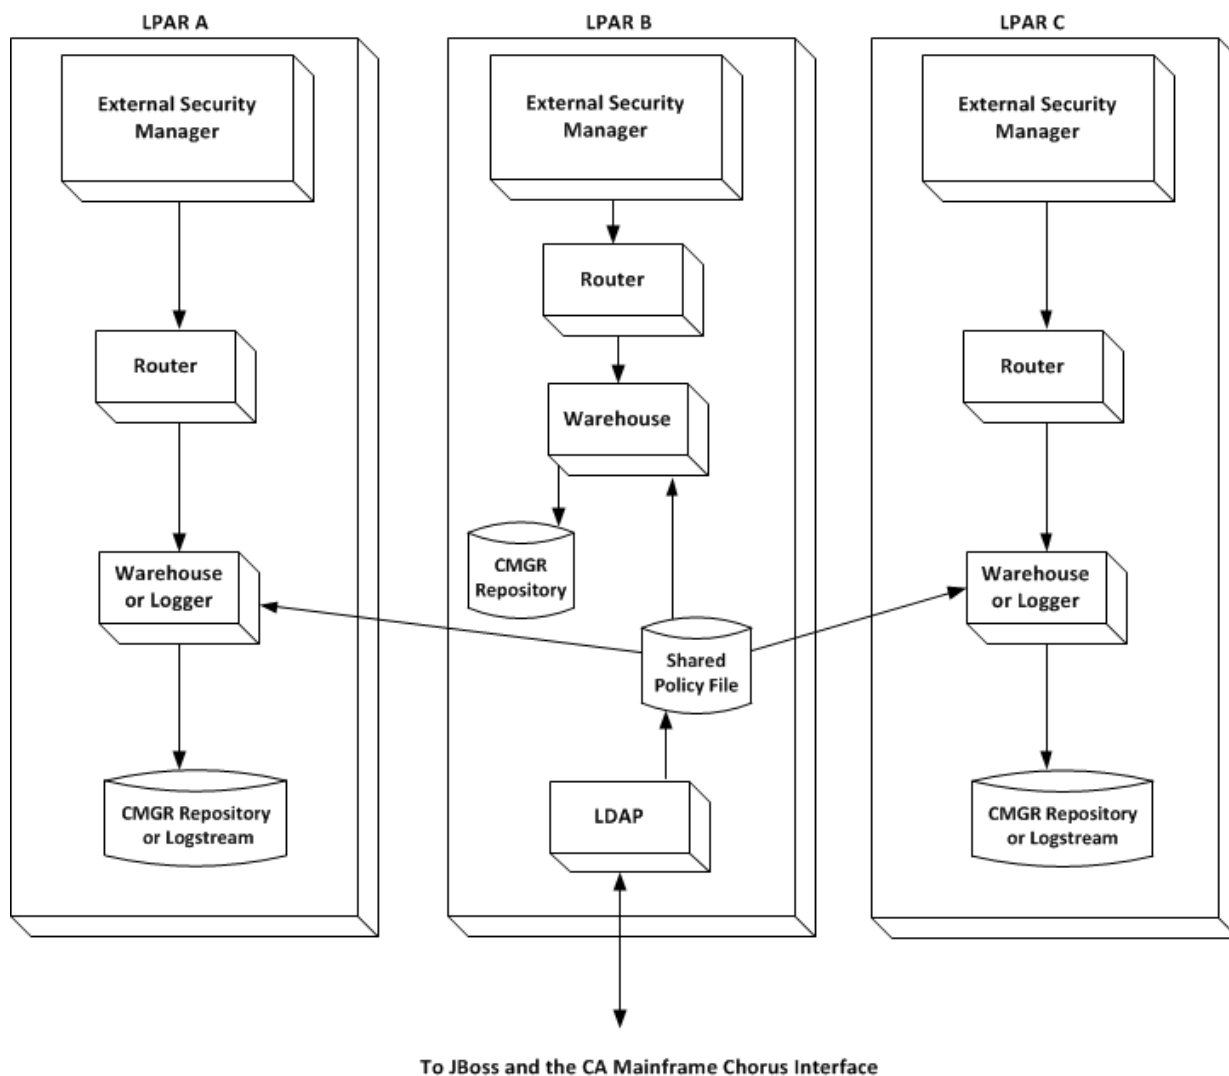 LPAR A
LPAR B
LPAR C
External Security
Manager
External Security
Manager
External Security
Manager
Router
Router
Router
Warehouse
CMGR
Repository
Warehouse
or Logger
Warehouse
or Logger
Shared
Policy File
CMGR Repository
or Logstream
LDAP
CMGR Repository
or Logstream
To JBoss and the CA Mainframe Chorus Interface